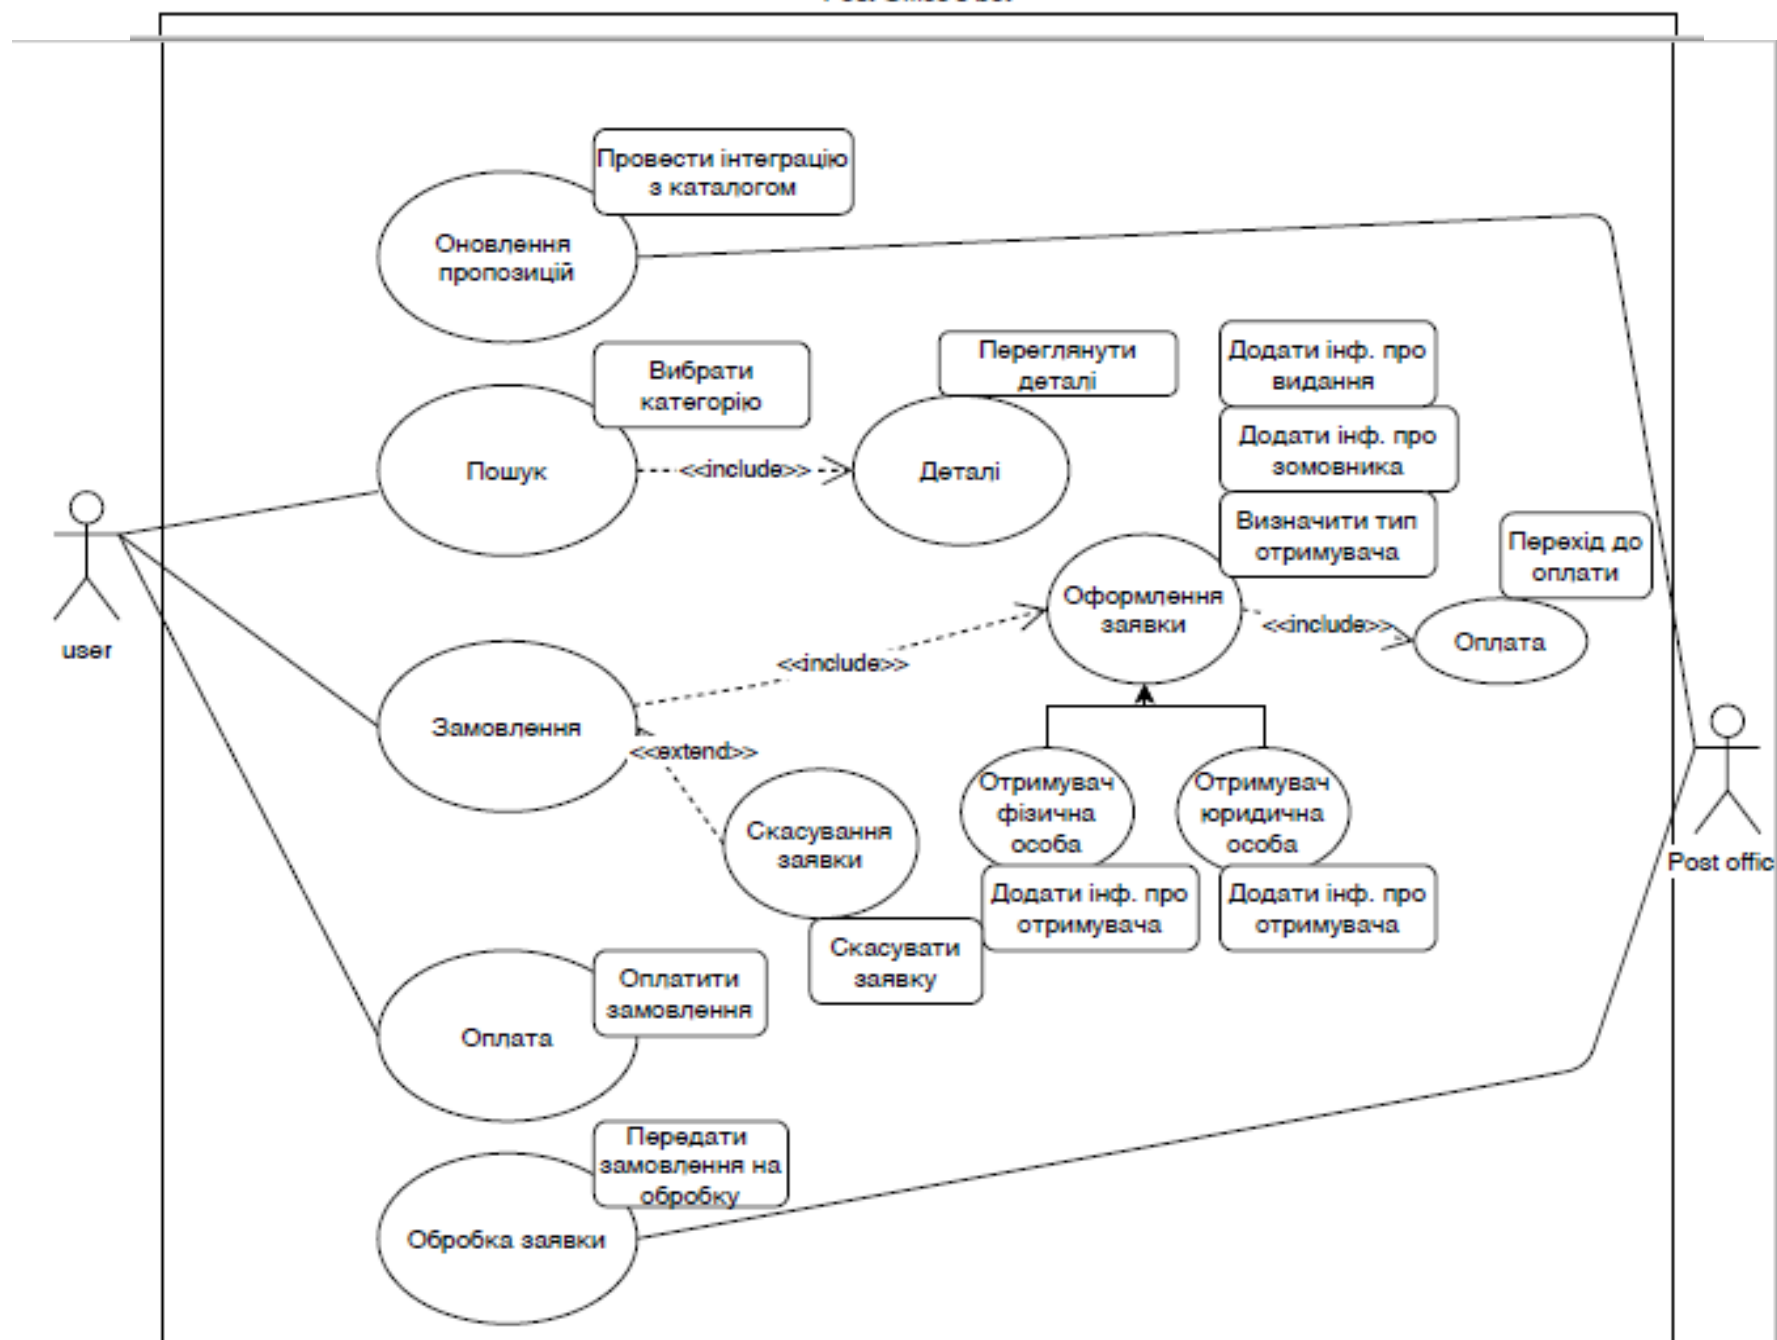 Провести інтеграцію
з каталогом
Оновлення
пропозицій
Вибрати
категорію
Пошук
<<include>>
Переглянути
деталі
Деталі
Додати інф. про
видання
Додати інф. про
зомовника
Визначити тип
отримувача
Перехід до
оплати
Оформлення
заявки
<<include>>
Оплата
user
<<include>>
Замовлення
<<extend>>
Скасування
заявки
Скасувати
заявку
Отримувач
фізична
особа
Додати інф. про
отримувача
Отримувач
юридична
особа
Додати інф. про
отримувача
Post offic
Оплатити
замовлення
Оплата
Передати
замовлення на
обробку
Обробка заявки